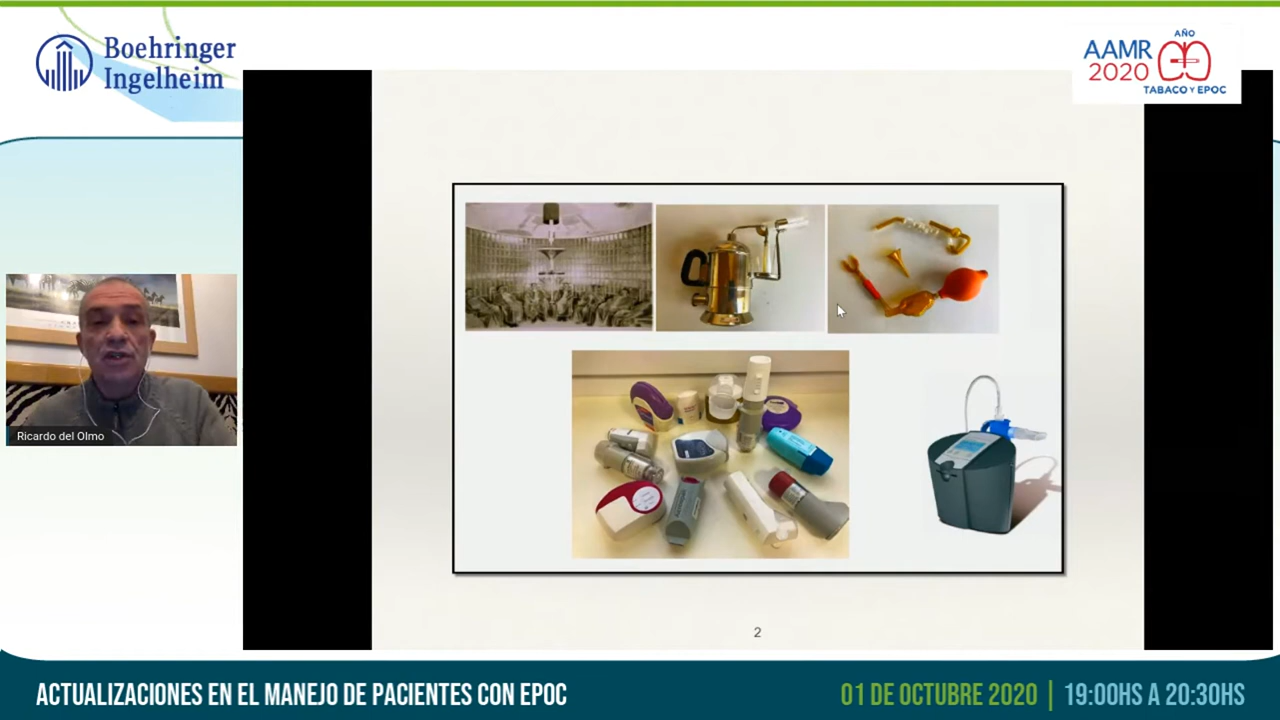 Boehringer
Ingelheim
AÑO
AAMR
2020
TABACO Y EPOC
Ricardo del Olmo
2
ACTUALIZACIONES EN EL MANEJO DE PACIENTES CON EPOC
01 DE OCTUBRE 2020 | 19:00HS A 20:30HS